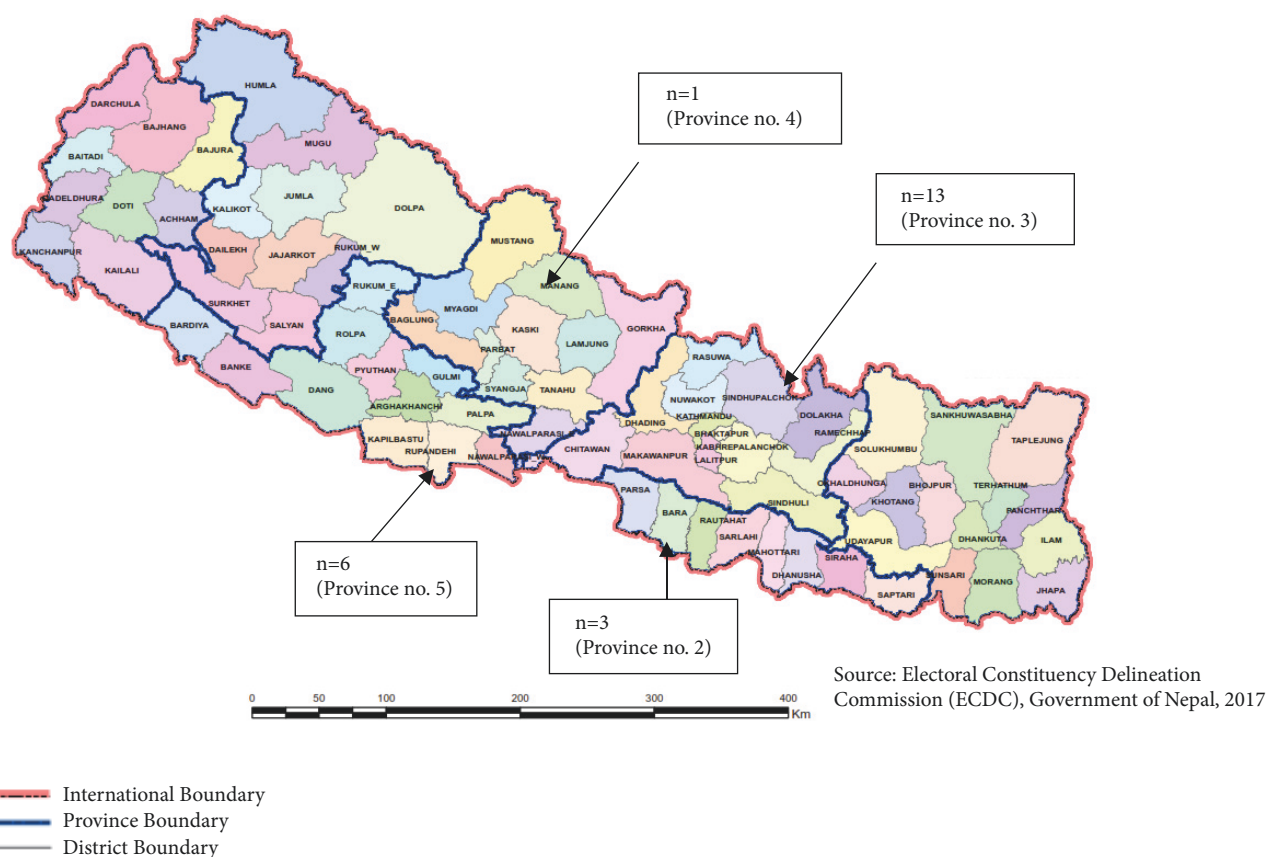 HUMLA
DARCHULA
BAJHANG
BAJURA
MUGU
BAITADI
JUMLA
DADELDHURA
DOTI
KALIKOT
DOLPA
ACHHAM
MUSTANG
KANCHANPUR
DAILEKH
JAJARKOT
RUKUM_W
KAILALI
RUKUM_E
MANANG
SURKHET
MYAGDI
BARDIYA
SALYAN
ROLPA
BAGLUNG
KASKI
GORKHA
LAMJUNG
PARBAT
RASUWA
BANKE
PYUTHAN
GULMI
SYANGJA
TANAHU
DANG
NUWAKOT
SINDHUPALCHOK
ARGHAKHANCHI
PALPA
KATHMANDU
DOLAKHA
SANKHUWASABHA
DHADING
NAWALPARASI
BHAKTAPUR
RAMECHHAP
KAPILBASTU
RUPANDEHI
NAWALPARASI_W
CHITAWAN
MAKAWANPUR
KABHREPALANCHOK
LALITPUR
SOLUKHUMBU
TAPLEJUNG
PARSA
BARA
SINDHULI
OKHALDHUNGA
KHOTANG
BHOJPUR
TERHATHUM
PANCHTHAR
RAUTAHAT
SARLAHI
MAHOTTARI
DHANUSHA
SIRAHA
UDAYAPUR
DHANKUTA
ILAM
SAPTARI
SUNSARI
MORANG
JHAPA
n=1
(Province no. 4)
n=13
(Province no. 3)
n=6
(Province no. 5)
n=3
(Province no. 2)
Source: Electoral Constituency Delineation
Commission (ECDC), Government of Nepal, 2017
0 50 100 200 300 400
Km
International Boundary
Province Boundary
District Boundary